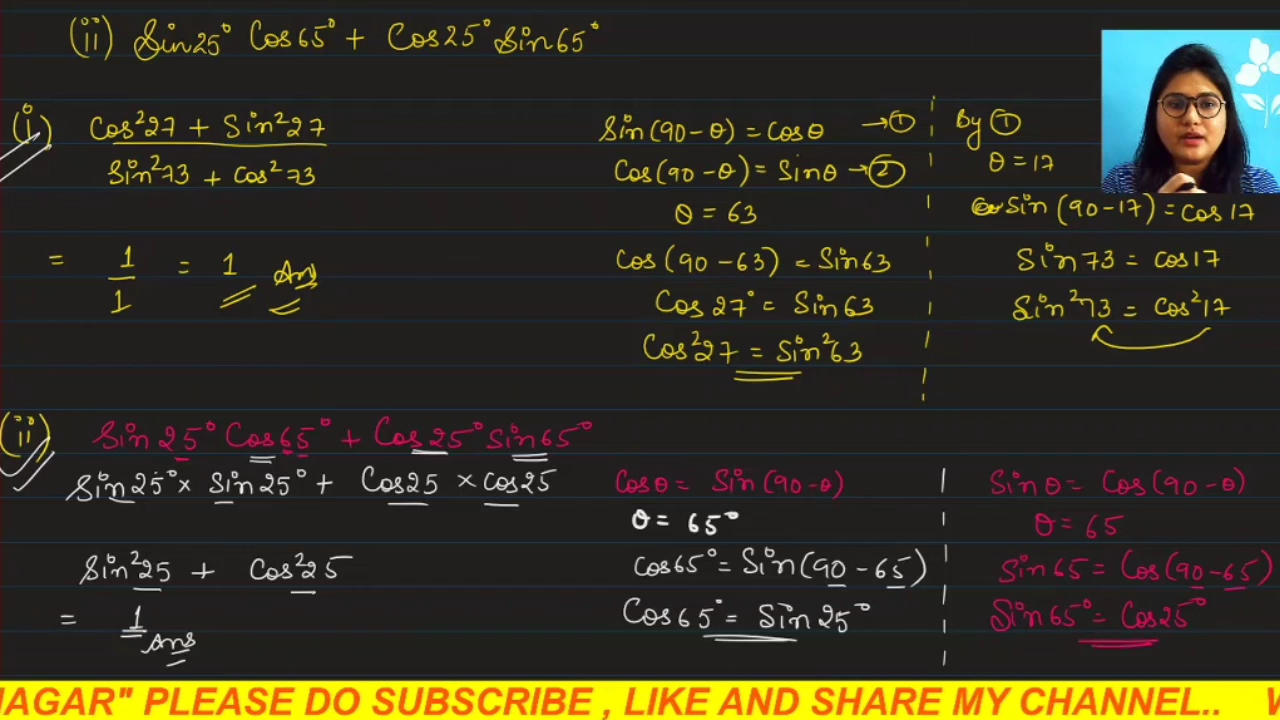 (ii) Sin25° Cos65° + Cos25° Sin65°
(i) Cos²27 + Sin²27
Sin²73 + Cos²73
= 1
1
= 1 Ans
Sin(90-θ) = Cosθ →①
Cos(90-θ) = Sinθ →②
θ = 63
Cos(90-63) = Sin63
Cos27° = Sin63
Cos²27 = Sin²63
By ①
θ = 17
Sin(90-17) = Cos17
Sin73 = Cos17
Sin²73 = Cos²17
(ii) Sin25° Cos65° + Cos25° Sin65°
Sin25° × Sin25° + Cos25 × Cos25
Sin²25 + Cos²25
= 1
Ans
Cosθ = Sin(90-θ)
θ = 65°
Cos65° = Sin(90-65)
Cos65° = Sin25°
Sinθ = Cos(90-θ)
θ = 65
Sin65 = Cos(90-65)
Sin65° = Cos25°
NAGAR" PLEASE DO SUBSCRIBE , LIKE AND SHARE MY CHANNEL..